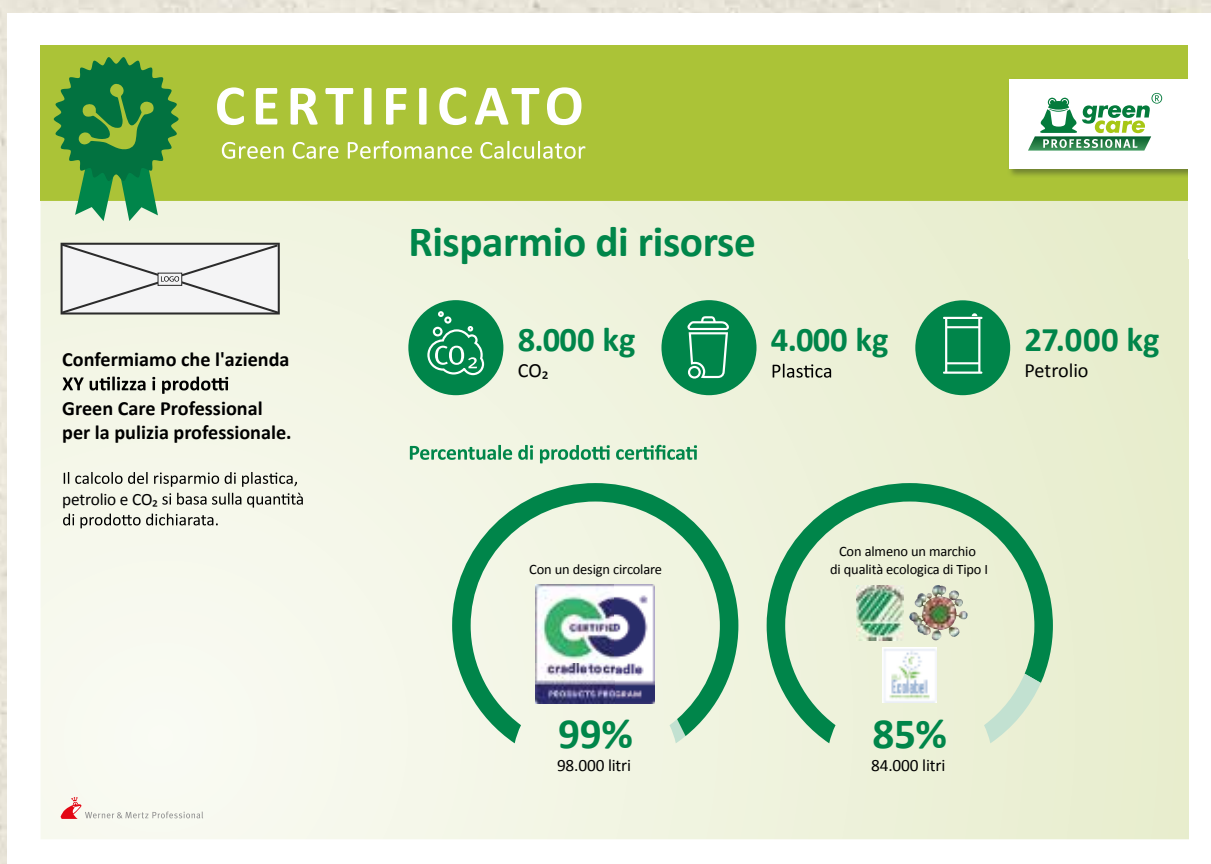 CERTIFICATO
Green Care Perfomance Calculator
green®
care
PROFESSIONAL
LOGO
Confermiamo che l'azienda
XY utilizza i prodotti
Green Care Professional
per la pulizia professionale.
Il calcolo del risparmio di plastica,
petrolio e CO₂ si basa sulla quantità
di prodotto dichiarata.
Risparmio di risorse
CO2
8.000 kg
CO₂
4.000 kg
Plastica
27.000 kg
Petrolio
Percentuale di prodotti certificati
Con un design circolare
CERTIFIED
cradletocradle
PRODUCTS PROGRAM
99%
98.000 litri
Con almeno un marchio
di qualità ecologica di Tipo I
Ecolabel
85%
84.000 litri
Werner & Mertz Professional